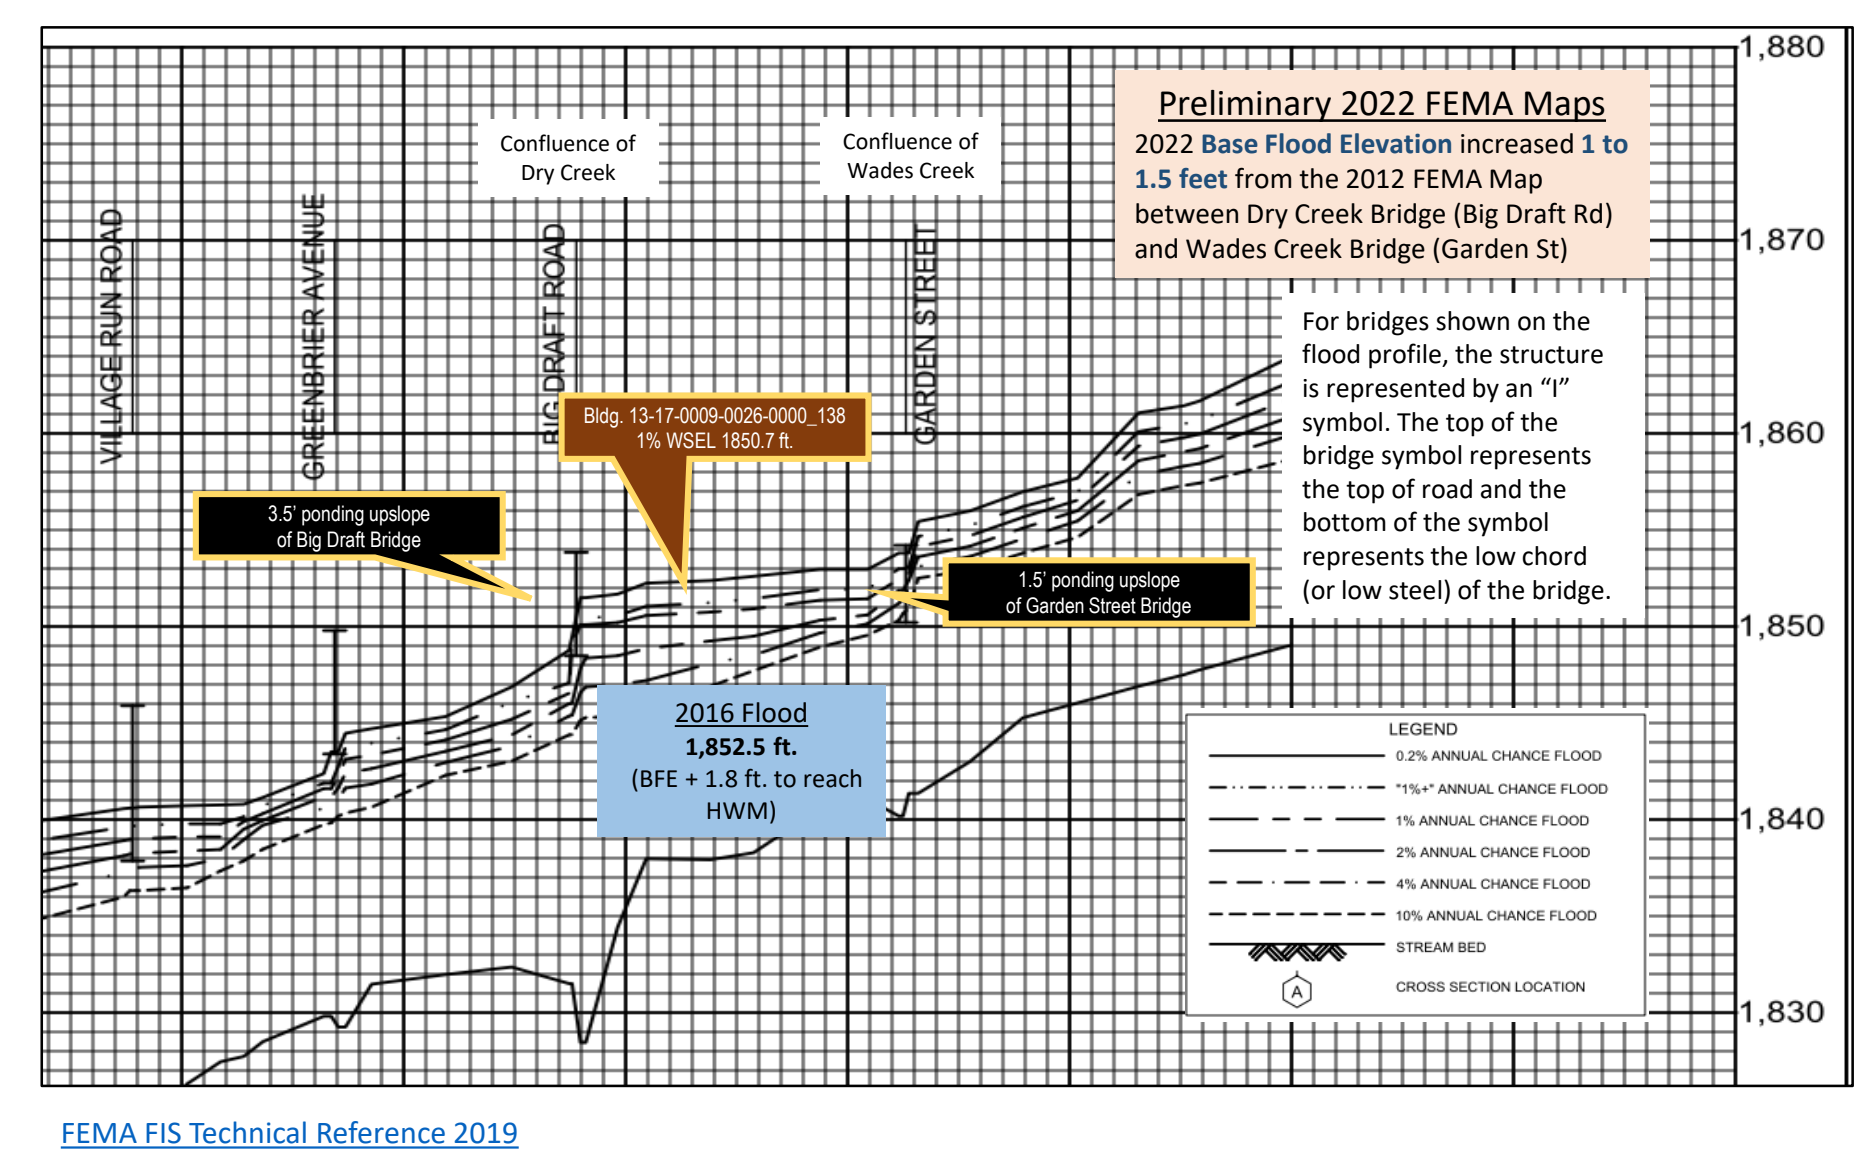 1,880
Preliminary 2022 FEMA Maps
2022 Base Flood Elevation increased 1 to
1.5 feet from the 2012 FEMA Map
between Dry Creek Bridge (Big Draft Rd)
and Wades Creek Bridge (Garden St)
Confluence of
Dry Creek
Confluence of
Wades Creek
VILLAGE RUN ROAD
GREENBRIER AVENUE
BIG DRAFT ROAD
GARDEN STREET
1,870
For bridges shown on the
flood profile, the structure
is represented by an “I”
symbol. The top of the
bridge symbol represents
the top of road and the
bottom of the symbol
represents the low chord
(or low steel) of the bridge.
Bldg. 13-17-0009-0026-0000_138
1% WSEL 1850.7 ft.
1,860
3.5’ ponding upslope
of Big Draft Bridge
1.5’ ponding upslope
of Garden Street Bridge
1,850
2016 Flood
1,852.5 ft.
(BFE + 1.8 ft. to reach
HWM)
LEGEND
0.2% ANNUAL CHANCE FLOOD
"1%+" ANNUAL CHANCE FLOOD
1% ANNUAL CHANCE FLOOD
2% ANNUAL CHANCE FLOOD
4% ANNUAL CHANCE FLOOD
10% ANNUAL CHANCE FLOOD
STREAM BED
A CROSS SECTION LOCATION
1,840
1,830
FEMA FIS Technical Reference 2019